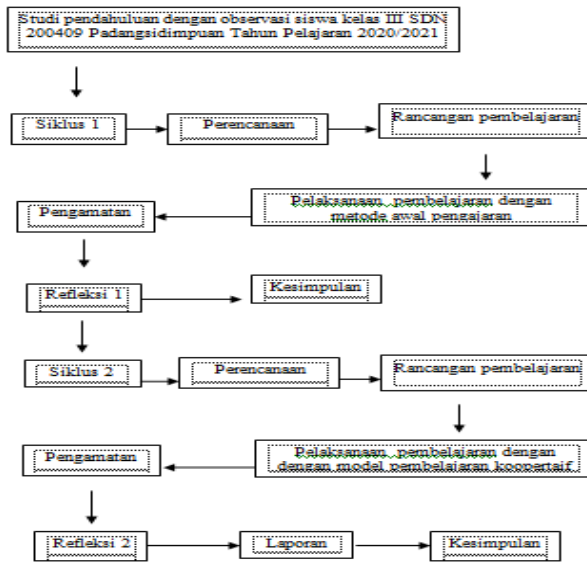 Studi pendahuluan dengan observasi siswa kelas III SDN
200409 Padangsidimpuan Tahun Pelajaran 2020/2021
Siklus 1
Perencanaan
Rancangan pembelajaran
Pelaksanaan pembelajaran dengan
metode awal pengajaran
Pengamatan
Refleksi 1
Kesimpulan
Siklus 2
Perencanaan
Rancangan pembelajaran
Pelaksanaan pembelajaran dengan
dengan model pembelajaran koopertaif
Pengamatan
Refleksi 2
Laporan
Kesimpulan